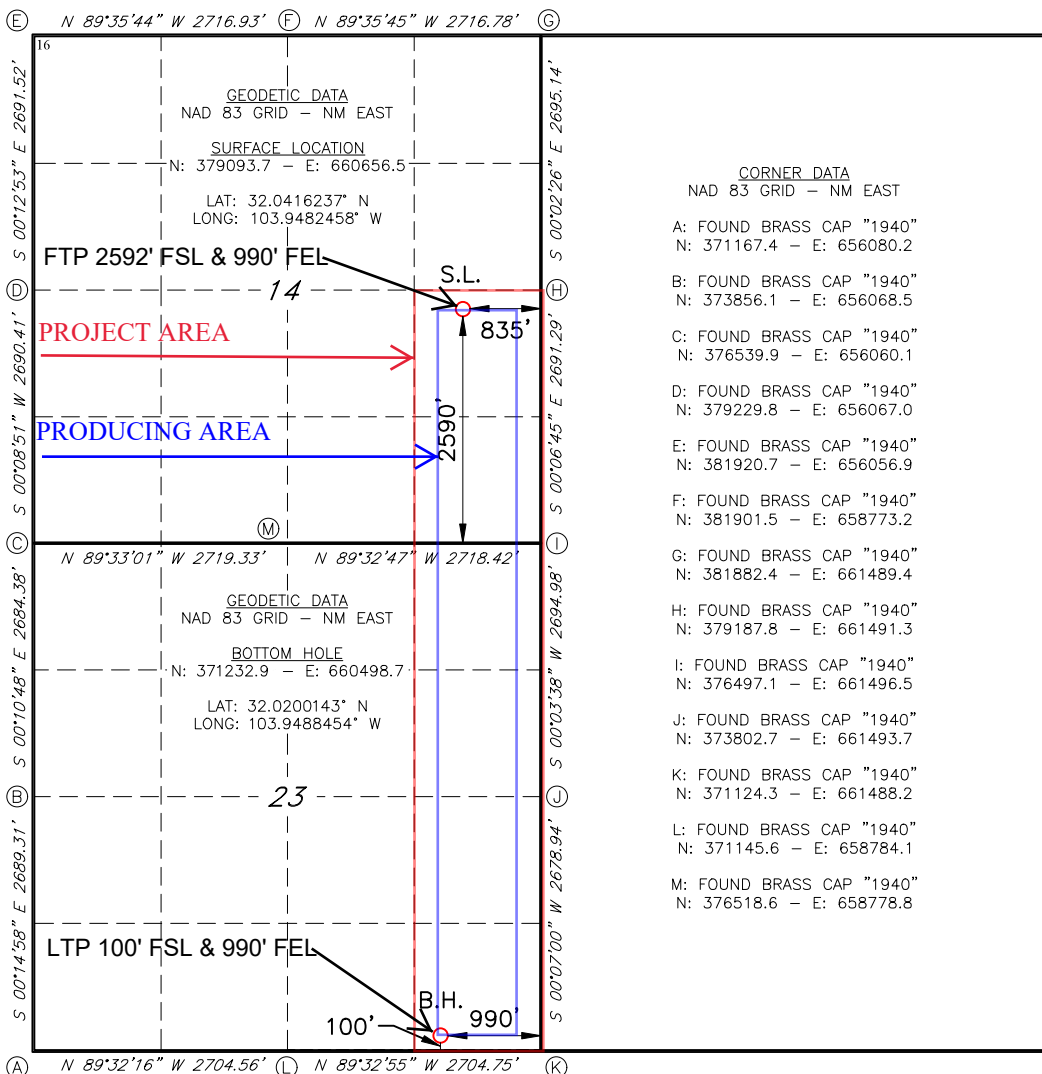 E N 89°35'44" W 2716.93' F N 89°35'45" W 2716.78' G
16
S 00°12'53" E 2691.52'
S 00°02'26" E 2695.14'
GEODETIC DATA
NAD 83 GRID – NM EAST
SURFACE LOCATION
N: 379093.7 – E: 660656.5
LAT: 32.0416237° N
LONG: 103.9482458° W
FTP 2592' FSL & 990' FEL
S.L.
D
14
H
835'
PROJECT AREA
2590'
PRODUCING AREA
S 00°08'51" W 2690.41'
S 00°06'45" E 2691.29'
M
C N 89°33'01" W 2719.33' N 89°32'47" W 2718.42' I
GEODETIC DATA
NAD 83 GRID – NM EAST
BOTTOM HOLE
N: 371232.9 – E: 660498.7
LAT: 32.0200143° N
LONG: 103.9488454° W
S 00°10'48" E 2684.38'
S 00°03'38" W 2694.98'
B
23
J
S 00°14'58" E 2689.31'
S 00°07'00" W 2678.94'
LTP 100' FSL & 990' FEL
B.H.
100'
990'
A N 89°32'16" W 2704.56' L N 89°32'55" W 2704.75' K
CORNER DATA
NAD 83 GRID – NM EAST
A: FOUND BRASS CAP "1940"
N: 371167.4 – E: 656080.2
B: FOUND BRASS CAP "1940"
N: 373856.1 – E: 656068.5
C: FOUND BRASS CAP "1940"
N: 376539.9 – E: 656060.1
D: FOUND BRASS CAP "1940"
N: 379229.8 – E: 656067.0
E: FOUND BRASS CAP "1940"
N: 381920.7 – E: 656056.9
F: FOUND BRASS CAP "1940"
N: 381901.5 – E: 658773.2
G: FOUND BRASS CAP "1940"
N: 381882.4 – E: 661489.4
H: FOUND BRASS CAP "1940"
N: 379187.8 – E: 661491.3
I: FOUND BRASS CAP "1940"
N: 376497.1 – E: 661496.5
J: FOUND BRASS CAP "1940"
N: 373802.7 – E: 661493.7
K: FOUND BRASS CAP "1940"
N: 371124.3 – E: 661488.2
L: FOUND BRASS CAP "1940"
N: 371145.6 – E: 658784.1
M: FOUND BRASS CAP "1940"
N: 376518.6 – E: 658778.8